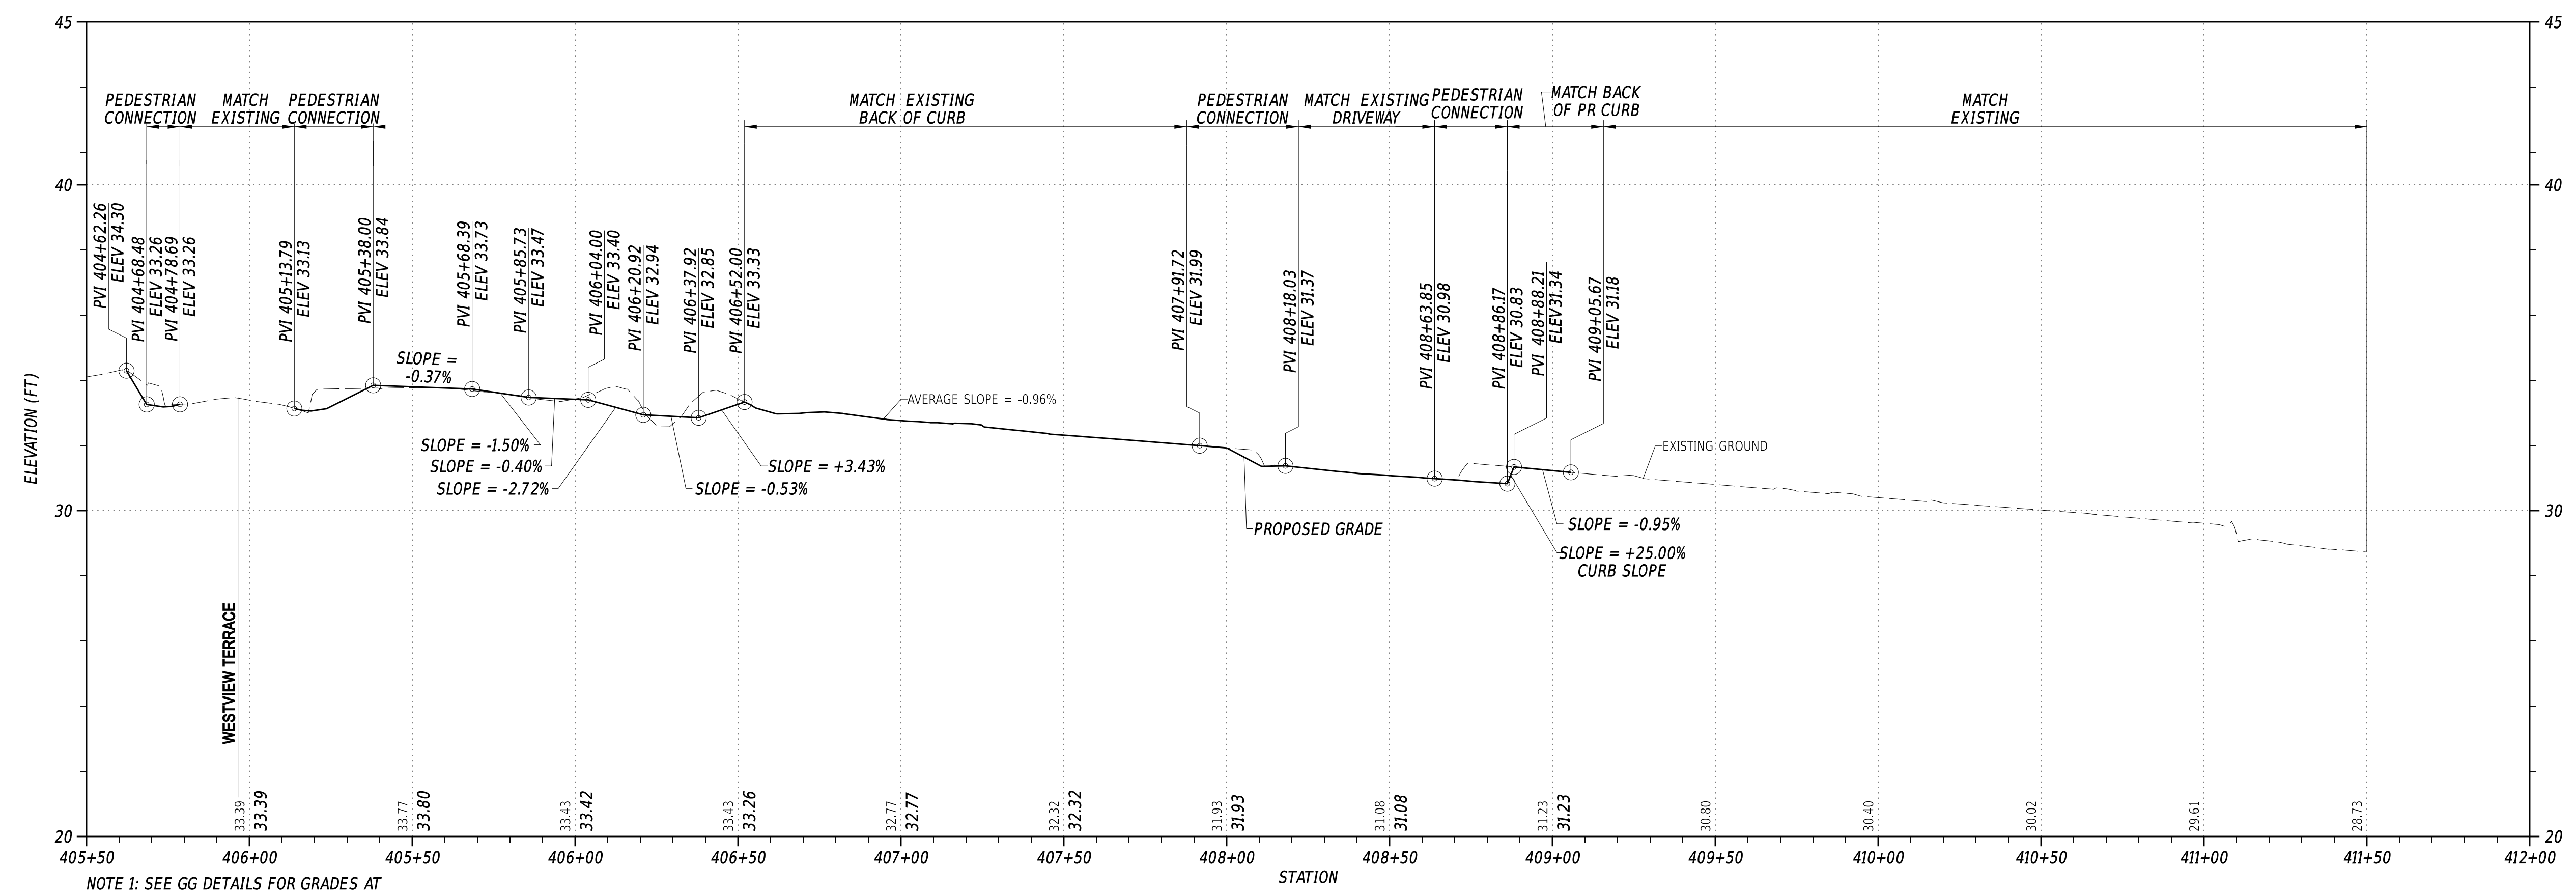 45
45
PEDESTRIAN
CONNECTION
MATCH
EXISTING
PEDESTRIAN
CONNECTION
MATCH EXISTING
BACK OF CURB
PEDESTRIAN
CONNECTION
MATCH EXISTING
DRIVEWAY
PEDESTRIAN
CONNECTION
MATCH BACK
OF PR CURB
MATCH
EXISTING
40
40
PVI 404+62.26
ELEV 34.30
PVI 404+68.48
ELEV 33.26
PVI 404+78.69
ELEV 33.26
PVI 405+13.79
ELEV 33.13
PVI 405+38.00
ELEV 33.84
PVI 405+68.39
ELEV 33.73
PVI 405+85.73
ELEV 33.47
PVI 406+04.00
ELEV 33.40
PVI 406+20.92
ELEV 32.94
PVI 406+37.92
ELEV 32.85
PVI 406+52.00
ELEV 33.33
PVI 407+91.72
ELEV 31.99
PVI 408+18.03
ELEV 31.37
PVI 408+63.85
ELEV 30.98
PVI 408+86.17
ELEV 30.83
PVI 408+88.21
ELEV 31.34
PVI 409+05.67
ELEV 31.18
SLOPE =
-0.37%
AVERAGE SLOPE = -0.96%
SLOPE = -1.50%
SLOPE = -0.40%
SLOPE = -2.72%
SLOPE = +3.43%
SLOPE = -0.53%
EXISTING GROUND
PROPOSED GRADE
SLOPE = -0.95%
SLOPE = +25.00%
CURB SLOPE
ELEVATION (FT)
30
30
WESTVIEW TERRACE
33.39
33.39
33.77
33.80
33.43
33.42
33.43
33.26
32.77
32.77
32.32
32.32
31.93
31.93
31.08
31.08
31.23
31.23
30.80
30.40
30.02
29.61
28.73
20
20
405+50
406+00
405+50
406+00
406+50
407+00
407+50
408+00
408+50
409+00
409+50
410+00
410+50
411+00
411+50
412+00
STATION
NOTE 1: SEE GG DETAILS FOR GRADES AT